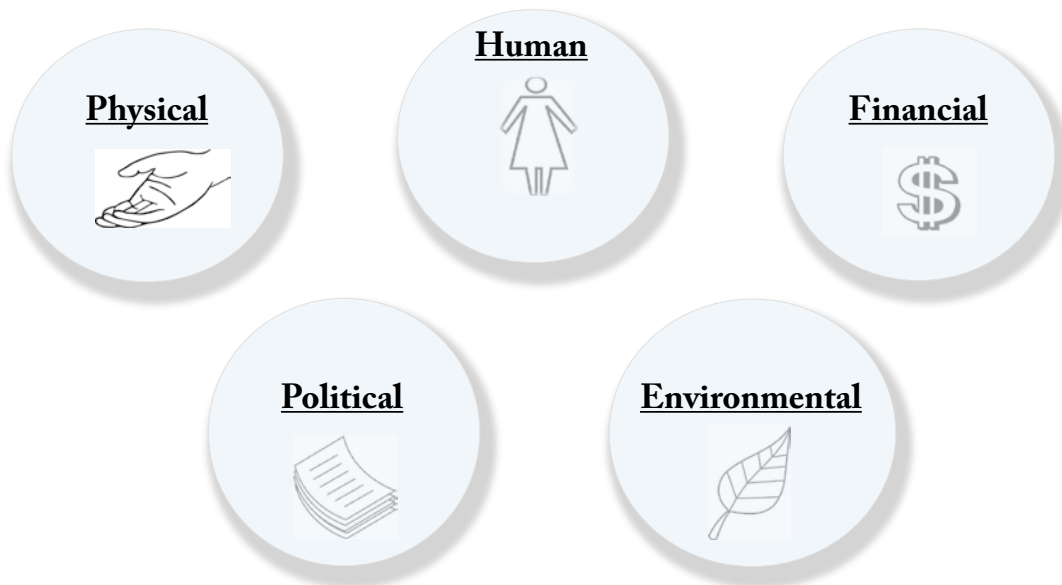 Physical
Human
Financial
Political
Environmental